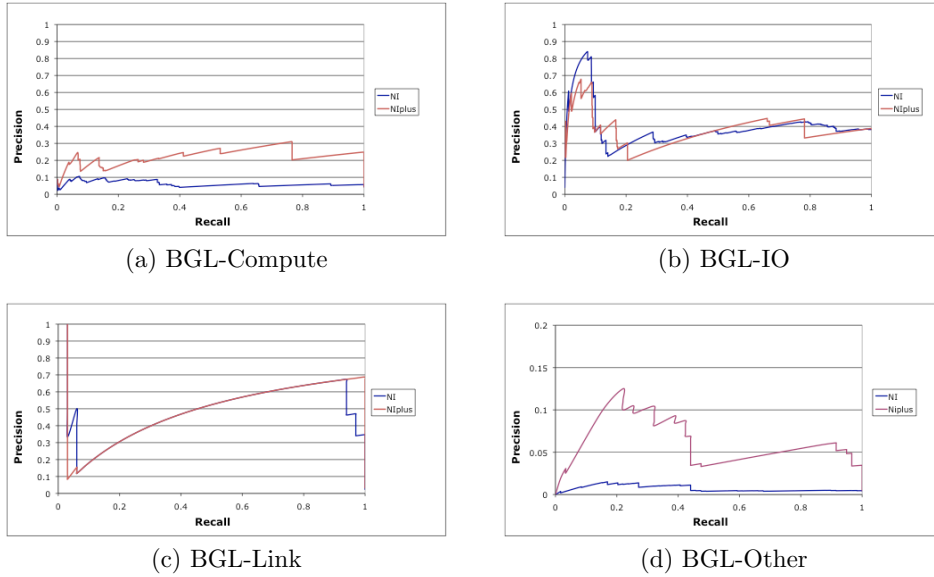 1
0.9
0.8
0.7
0.6
0.5
0.4
0.3
0.2
0.1
0
Precision
0 0.2 0.4 0.6 0.8 1
Recall
NI
NIplus
(a) BGL-Compute
1
0.9
0.8
0.7
0.6
0.5
0.4
0.3
0.2
0.1
0
Precision
0 0.2 0.4 0.6 0.8 1
Recall
NI
NIplus
(b) BGL-IO
1
0.9
0.8
0.7
0.6
0.5
0.4
0.3
0.2
0.1
0
Precision
0 0.2 0.4 0.6 0.8 1
Recall
NI
NIplus
(c) BGL-Link
0.2
0.15
0.1
0.05
0
Precision
0 0.2 0.4 0.6 0.8 1
Recall
NI
NIplus
(d) BGL-Other